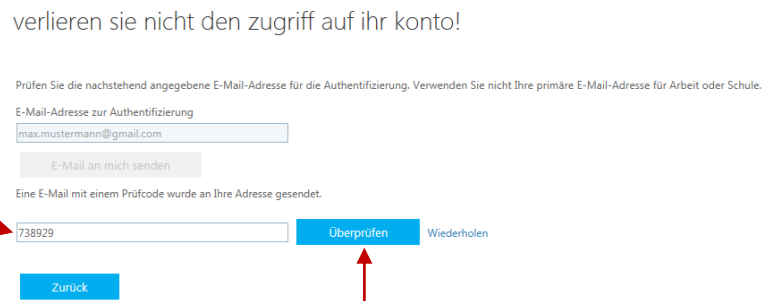 verlieren sie nicht den zugriff auf ihr konto!
Prüfen Sie die nachstehend angegebene E-Mail-Adresse für die Authentifizierung. Verwenden Sie nicht Ihre primäre E-Mail-Adresse für Arbeit oder Schule.
E-Mail-Adresse zur Authentifizierung
max.mustermann@gmail.com
E-Mail an mich senden
Eine E-Mail mit einem Prüfcode wurde an Ihre Adresse gesendet.
738929 Überprüfen Wiederholen
Zurück